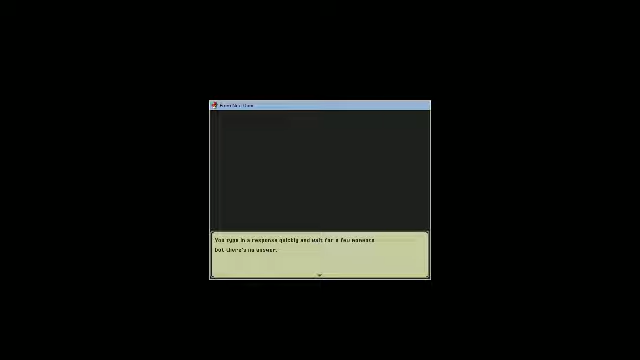 You type in a response quickly and wait for a few moments
but there's no answer.